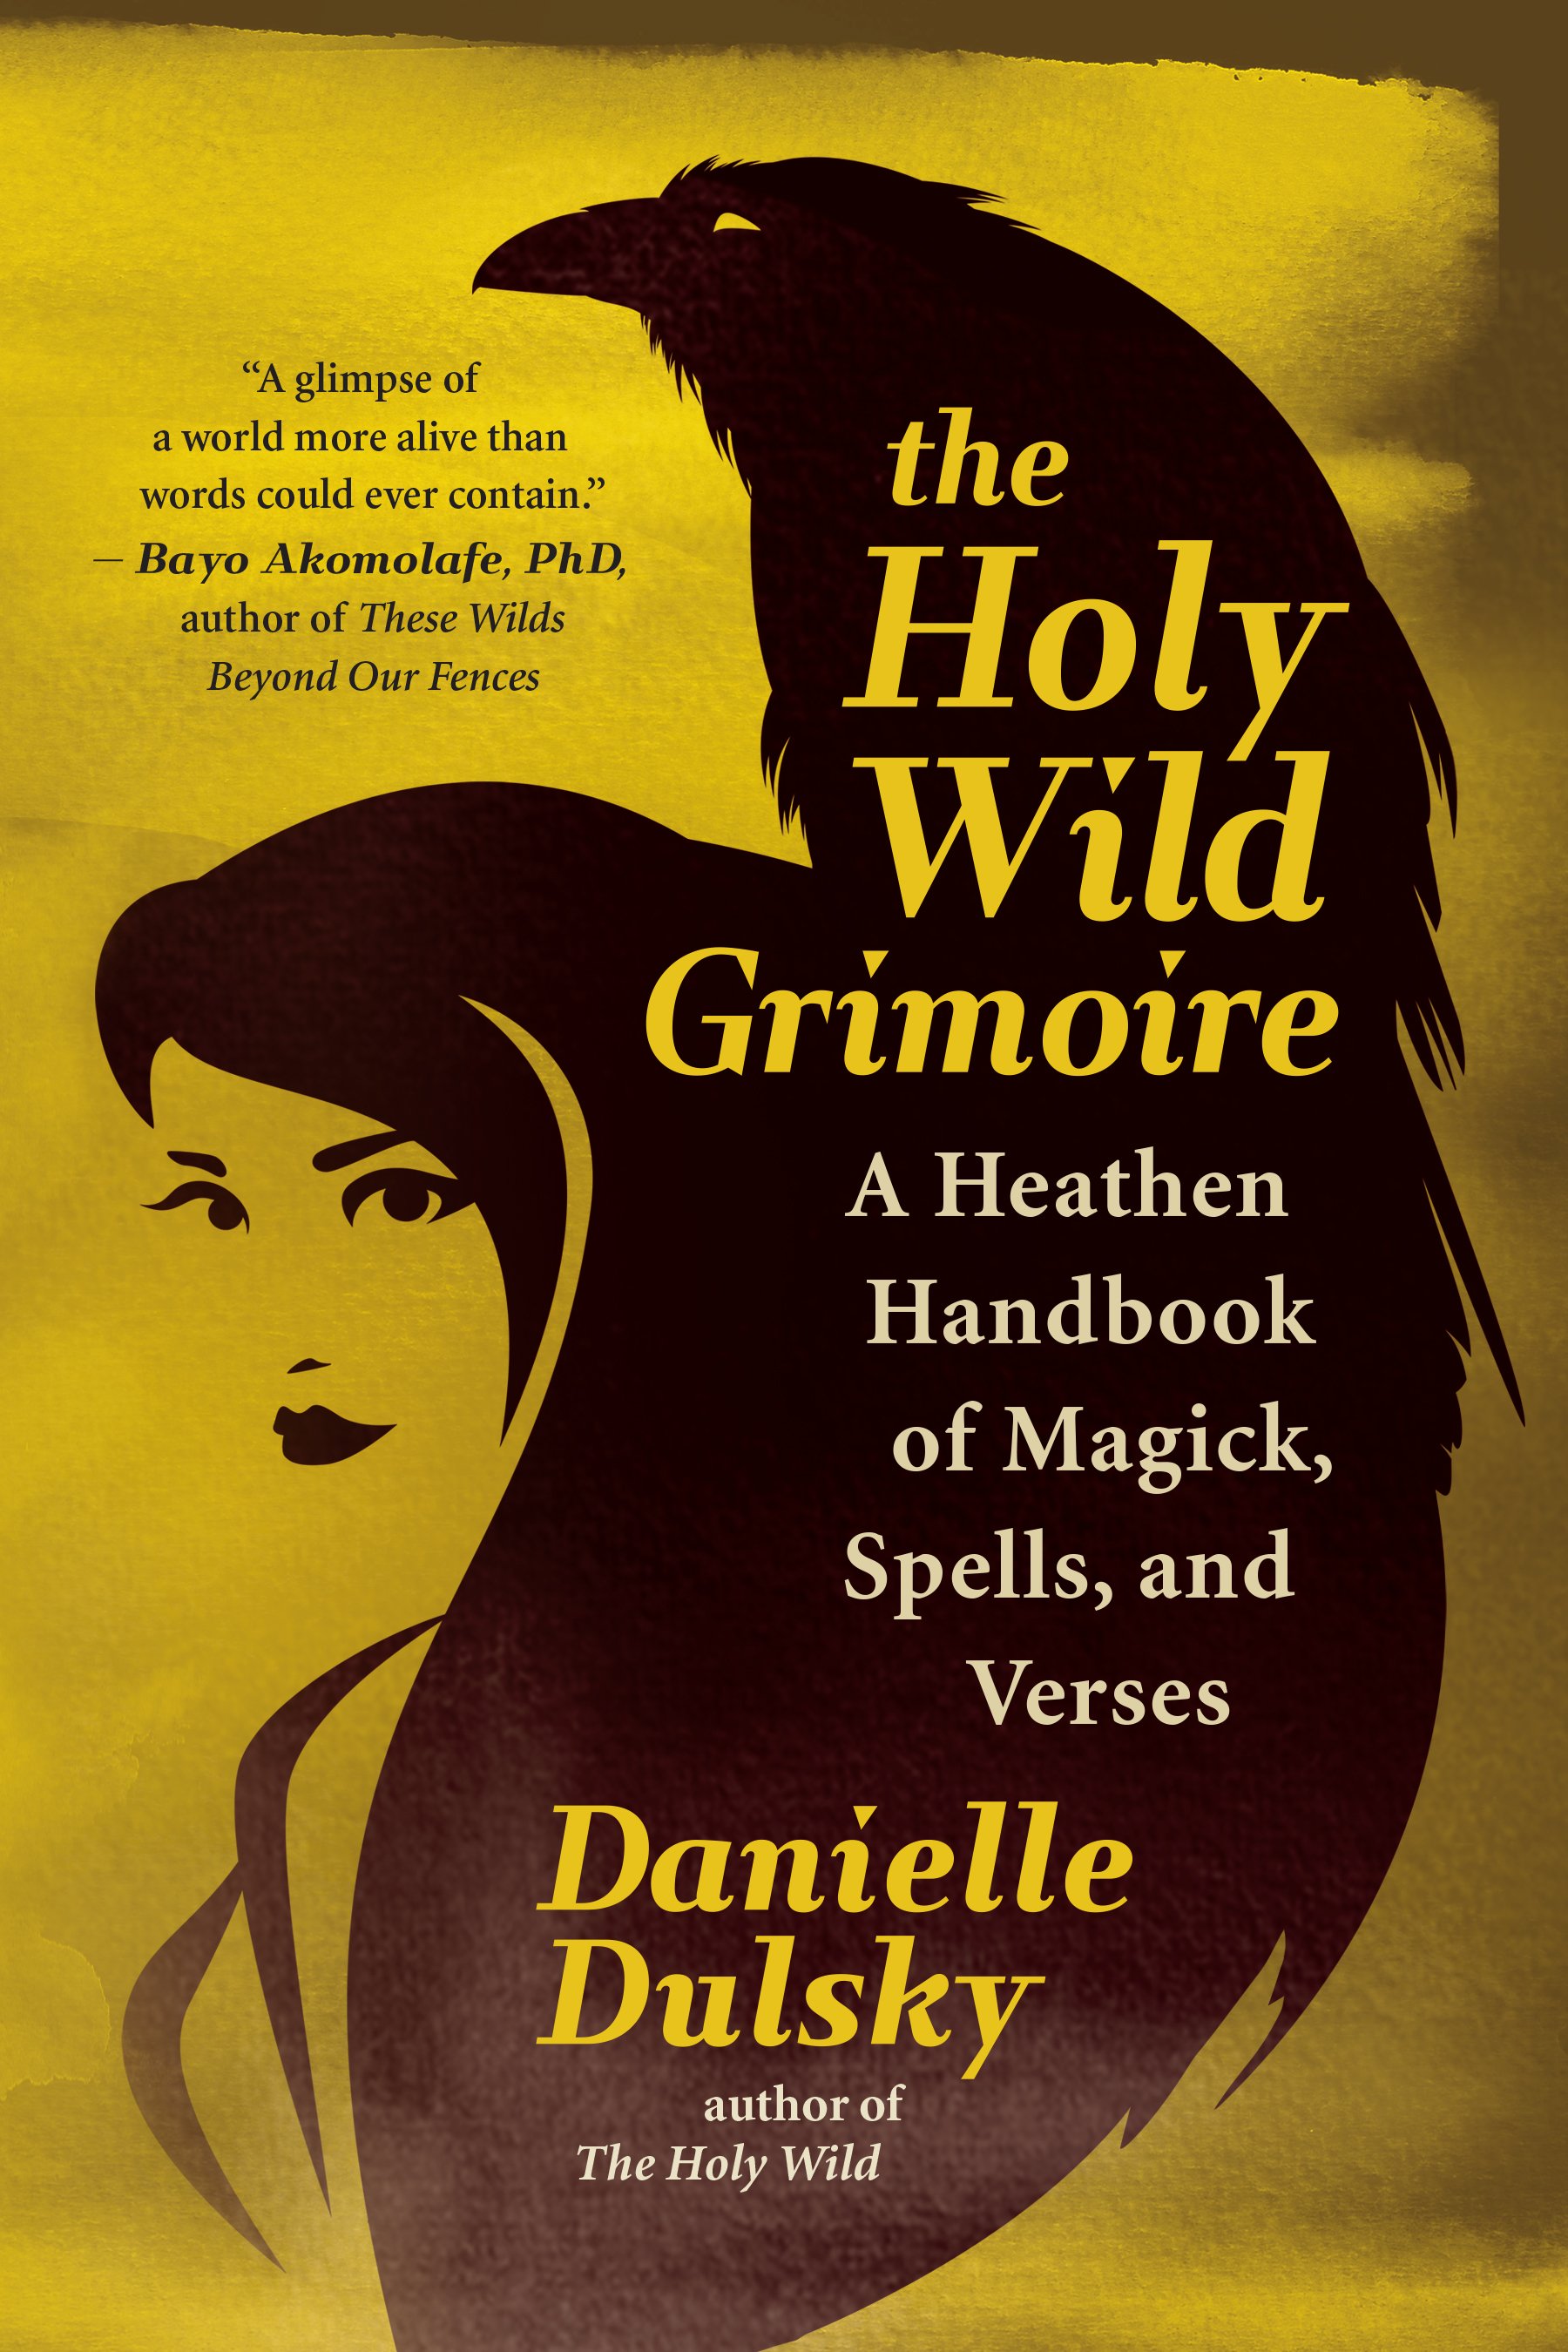 “A glimpse of
a world more alive than
words could ever contain.”
— Bayo Akomolafe, PhD,
author of These Wilds
Beyond Our Fences
the
Holy
Wild
Grimoire
A Heathen
Handbook
of Magick,
Spells, and
Verses
Danielle
Dulsky
author of
The Holy Wild